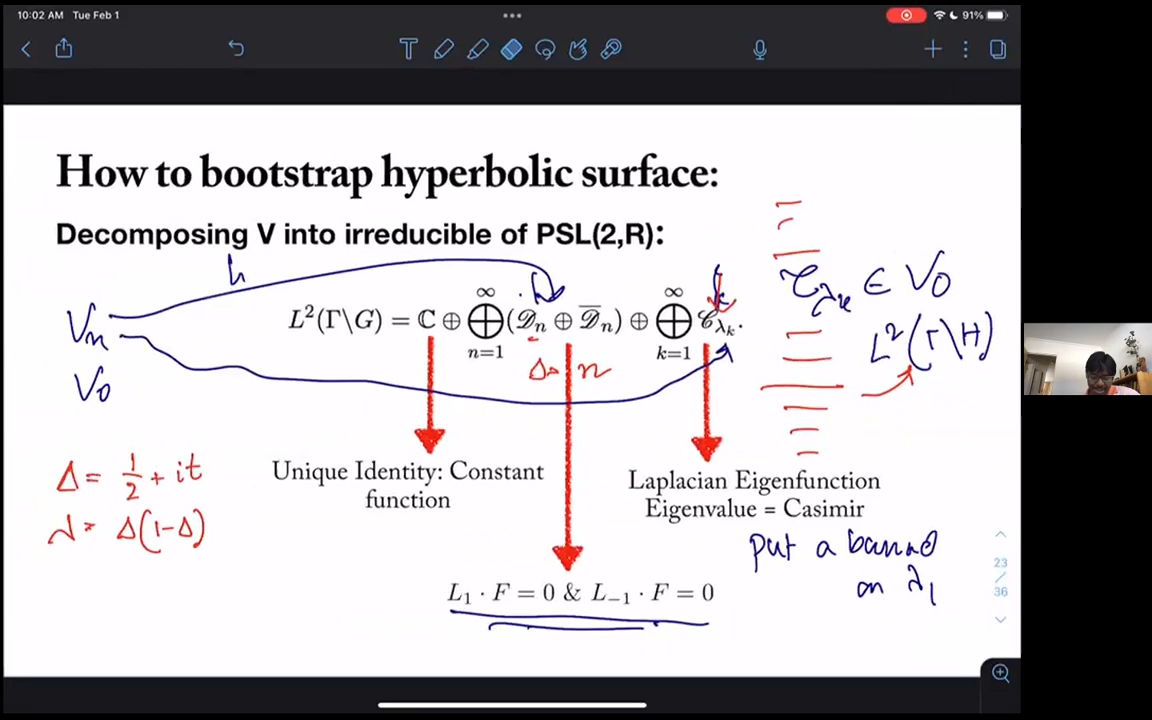 10:02 AM Tue Feb 1
91%
How to bootstrap hyperbolic surface:
Decomposing V into irreducible of PSL(2,R):
h
V_n
V_0
L²(Γ\G) = ℂ ⊕ ⨁_{n=1}^{∞} (𝒟_n ⊕ \overline{𝒟}_n) ⊕ ⨁_{k=1}^{∞} 𝒞_{λ_k}.
𝒞_{λ_k} ∈ V_0
L²(Γ\H)
Δ= n
Δ = 1/2 + it
λ = Δ(1-Δ)
Unique Identity: Constant
function
Laplacian Eigenfunction
Eigenvalue = Casimir
put a
on λ_1
L_1 · F = 0 & L_{−1} · F = 0
23
/
36